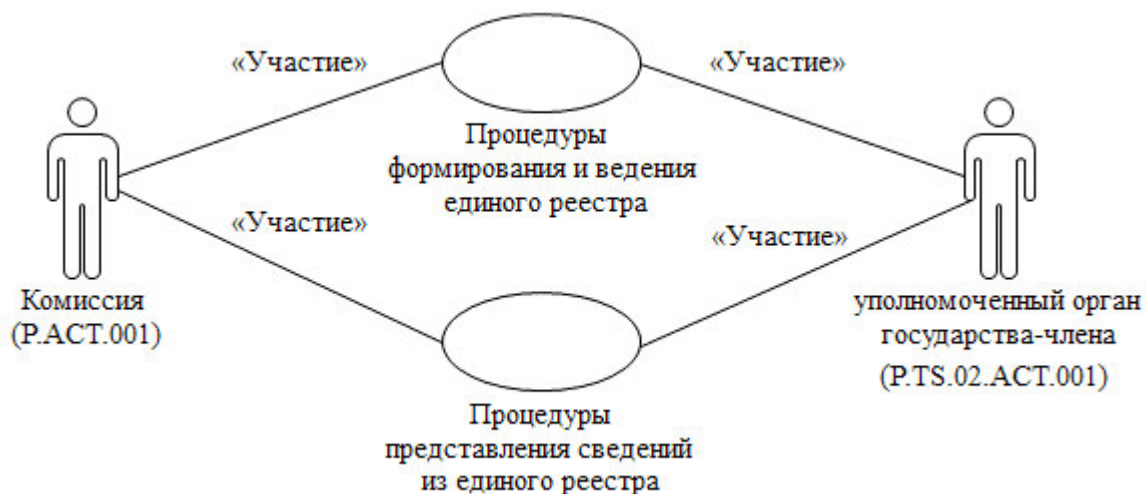 «Участие»
«Участие»
Процедуры
формирования и ведения
единого реестра
«Участие»
«Участие»
Комиссия
(P.ACT.001)
уполномоченный орган
государства-члена
(P.TS.02.ACT.001)
Процедуры
представления сведений
из единого реестра